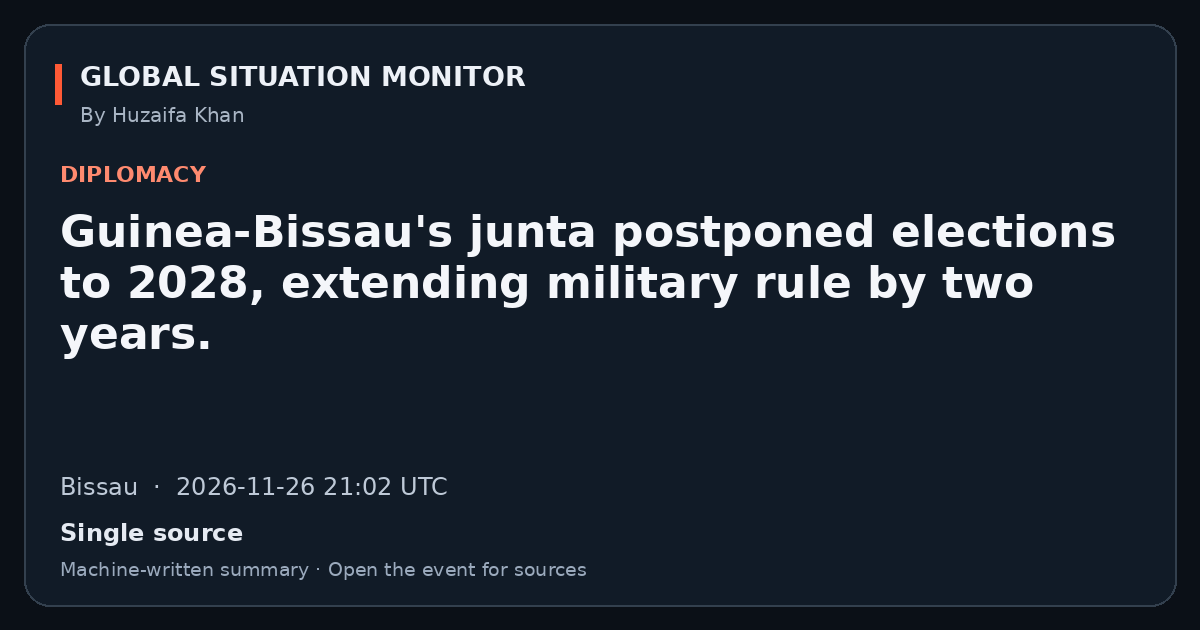 GLOBAL SITUATION MONITOR
By Huzaifa Khan
DIPLOMACY
Guinea-Bissau's junta postponed elections
to 2028, extending military rule by two
years.
Bissau · 2026-11-26 21:02 UTC
Single source
Machine-written summary · Open the event for sources